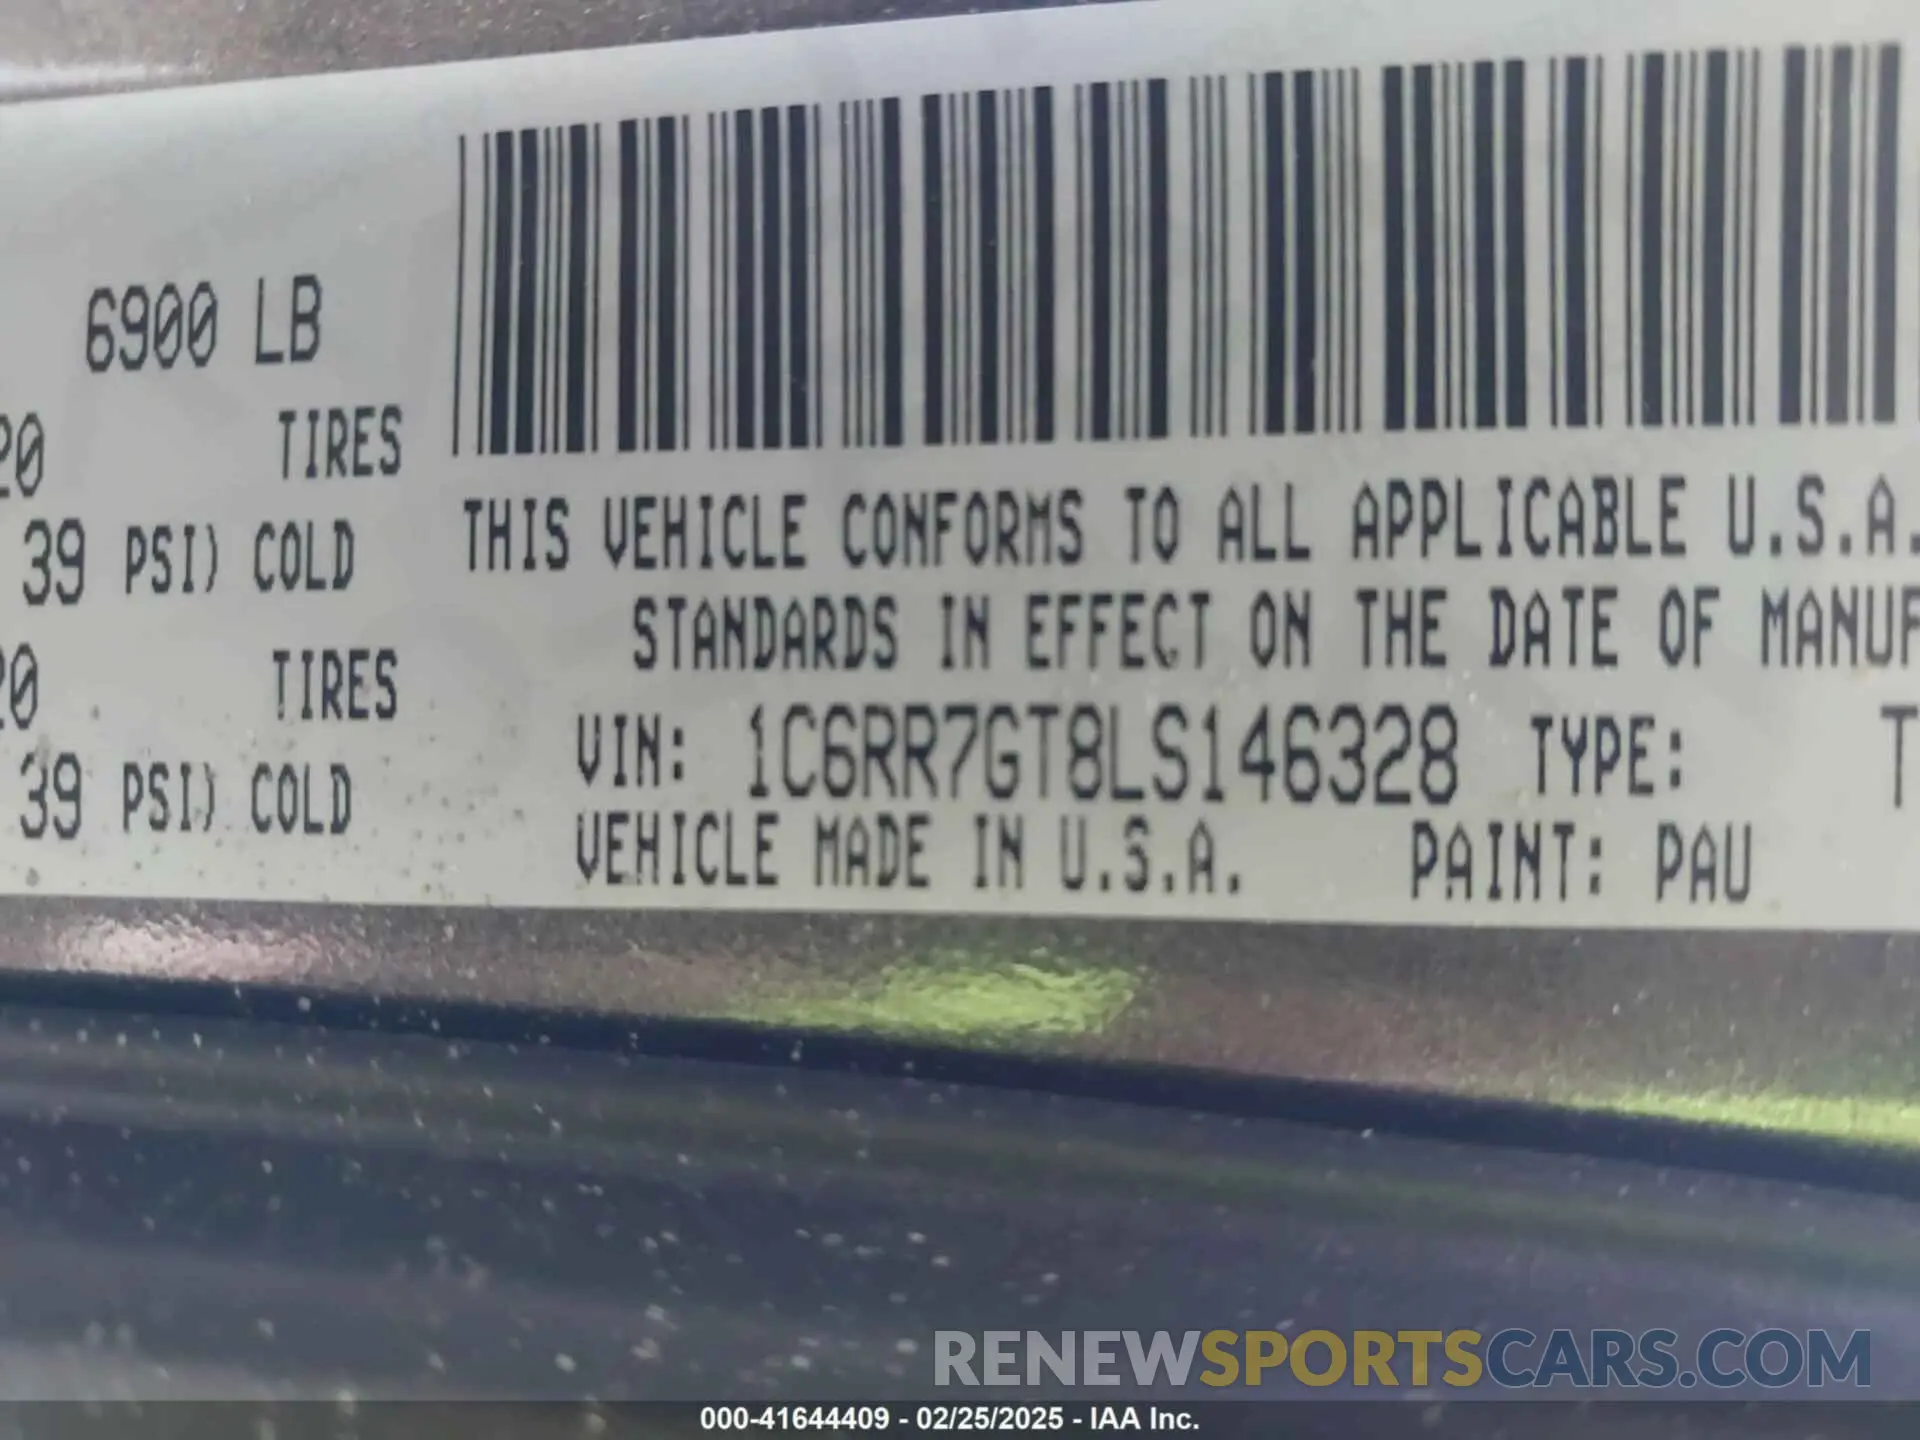 6900 LB
20 TIRES
39 PSI) COLD
20 TIRES
39 PSI) COLD
THIS VEHICLE CONFORMS TO ALL APPLICABLE U.S.A.
STANDARDS IN EFFECT ON THE DATE OF MANUF
VIN: 1C6RR7GT8LS146328 TYPE: T
VEHICLE MADE IN U.S.A. PAINT: PAU
RENEWSPORTSCARS.COM
000-41644409 - 02/25/2025 - IAA Inc.